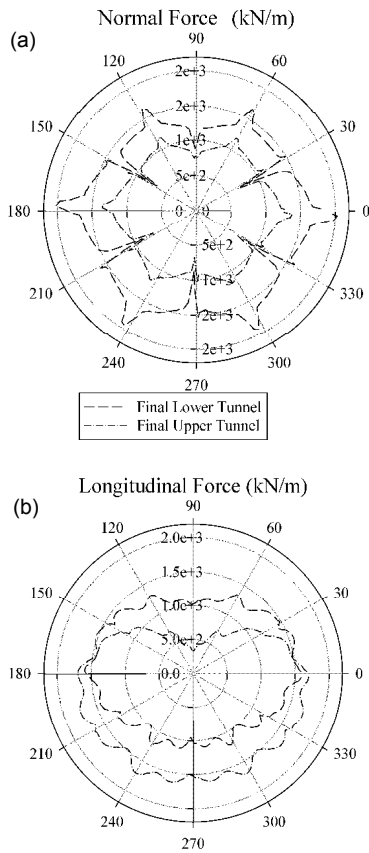 Normal Force (kN/m)
(a)
90
120
60
150
30
2e+3
2e+3
1e+3
5e+2
180
0
0
5e+2
1e+3
2e+3
2e+3
210
330
240
300
270
Final Lower Tunnel
Final Upper Tunnel
Longitudinal Force (kN/m)
(b)
90
120
60
2.0e+3
150
1.5e+3
30
1.0e+3
5.0e+2
180
0.0
0
210
330
240
300
270